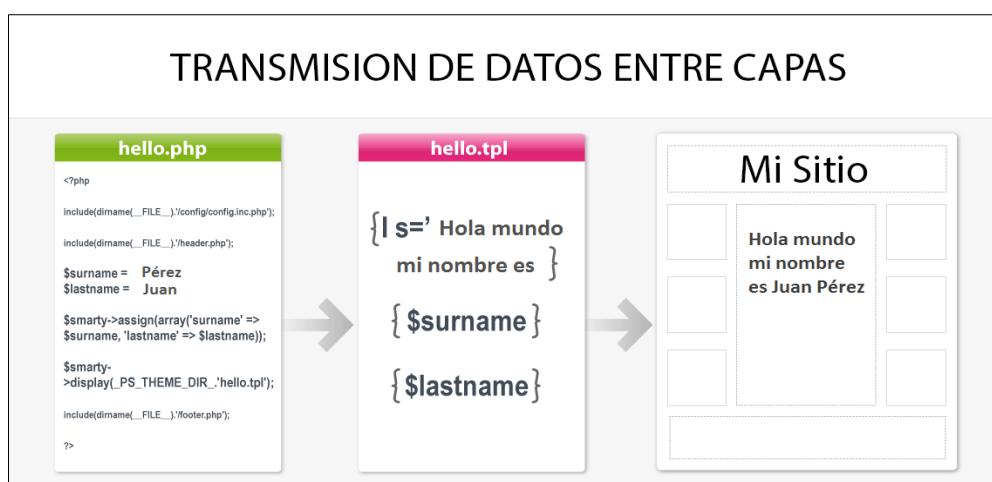 TRANSMISION DE DATOS ENTRE CAPAS
hello.php
<?php
include(dirname(__FILE__).'/config/config.inc.php');
include(dirname(__FILE__).'/header.php');
$surname = Pérez
$lastname = Juan
$smarty->assign(array('surname' =>
$surname, 'lastname' => $lastname));
$smarty-
>display(_PS_THEME_DIR_.'hello.tpl');
include(dirname(__FILE__).'/footer.php');
?>
hello.tpl
{l s=’ Hola mundo
mi nombre es }
{ $surname }
{ $lastname }
Mi Sitio
Hola mundo
mi nombre
es Juan Pérez